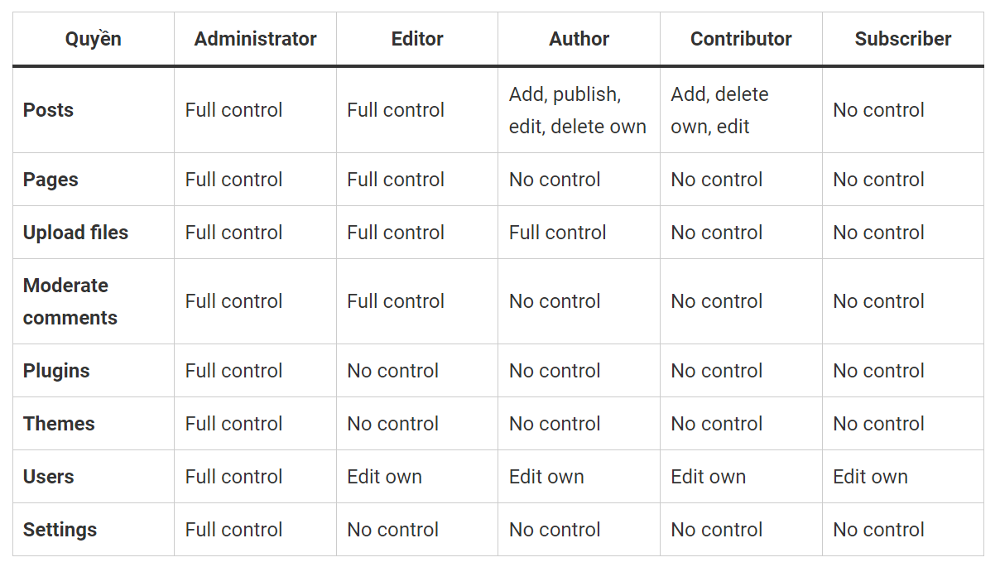 Quyền Administrator Editor Author Contributor Subscriber
Posts Full control Full control Add, publish, edit, delete own Add, delete own, edit No control
Pages Full control Full control No control No control No control
Upload files Full control Full control Full control No control No control
Moderate comments Full control Full control No control No control No control
Plugins Full control No control No control No control No control
Themes Full control No control No control No control No control
Users Full control Edit own Edit own Edit own Edit own
Settings Full control No control No control No control No control